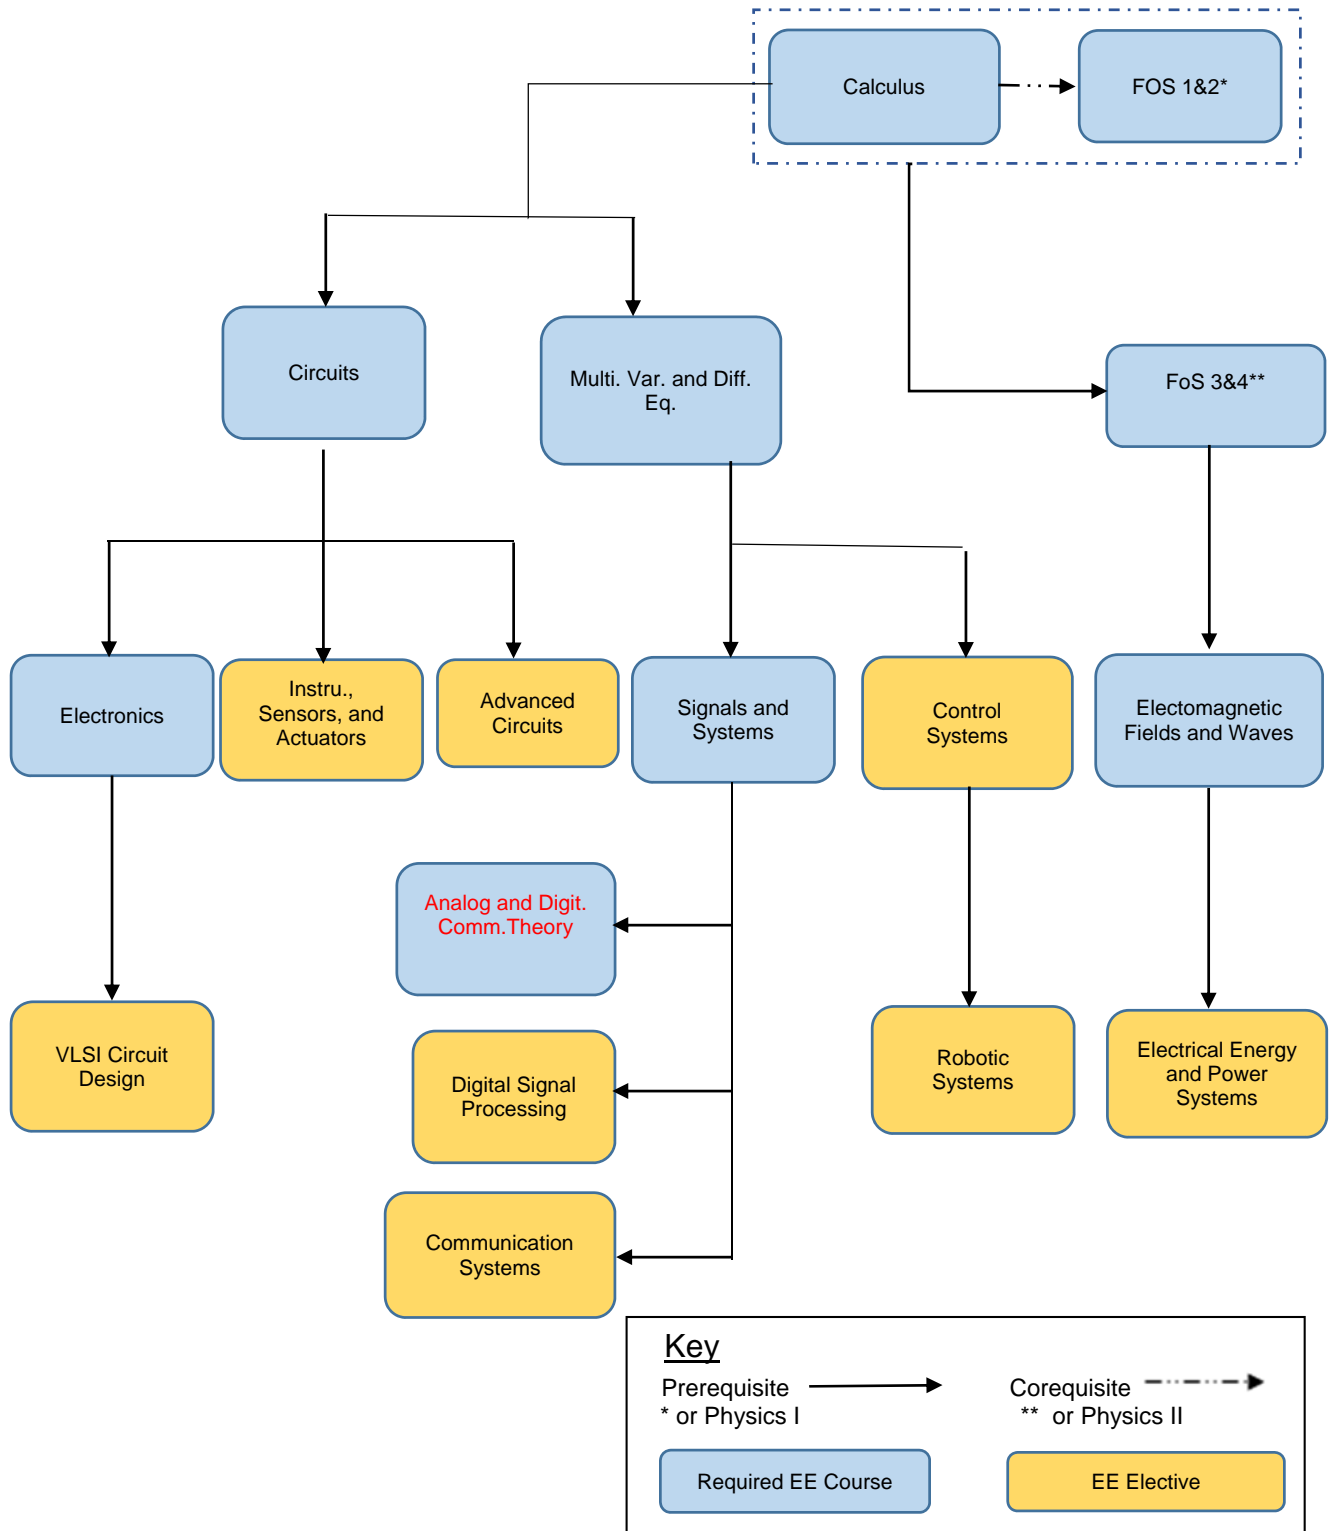 Calculus
FOS 1&2*
Circuits
Multi. Var. and Diff.
Eq.
FoS 3&4**
Electronics
Instru.,
Sensors, and
Actuators
Advanced
Circuits
Signals and
Systems
Control
Systems
Electomagnetic
Fields and Waves
Analog and Digit.
Comm.Theory
VLSI Circuit
Design
Digital Signal
Processing
Robotic
Systems
Electrical Energy
and Power
Systems
Communication
Systems
Key
Prerequisite
* or Physics I
Corequisite
** or Physics II
Required EE Course
EE Elective